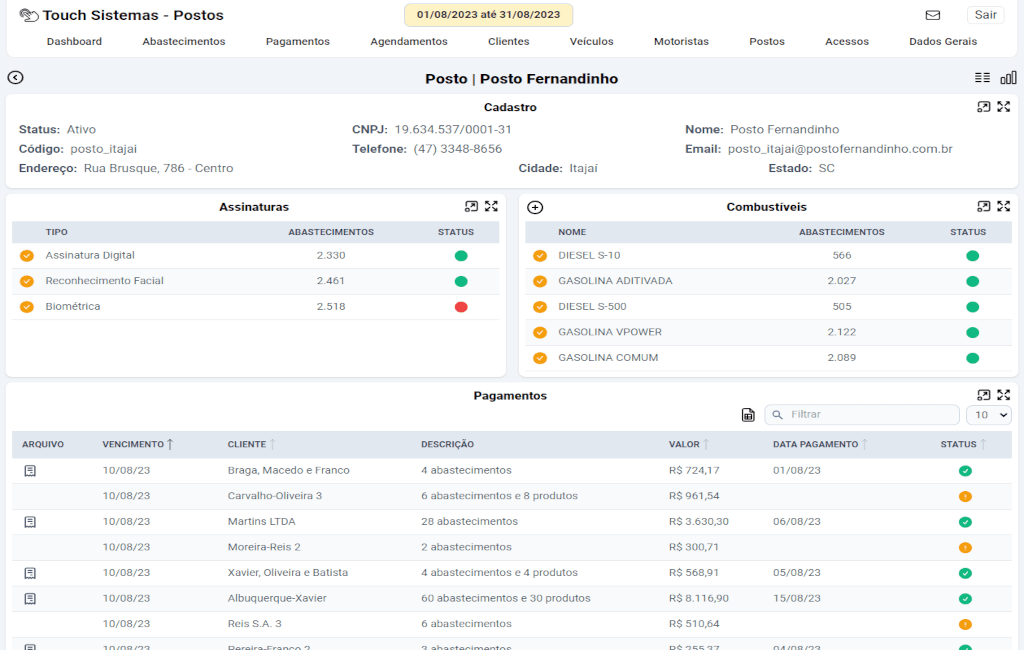 Touch Sistemas - Postos
01/08/2023 até 31/08/2023
Sair
Dashboard Abastecimentos Pagamentos Agendamentos Clientes Veículos Motoristas Postos Acessos Dados Gerais
Posto | Posto Fernandinho
Cadastro
Status: Ativo CNPJ: 19.634.537/0001-31 Nome: Posto Fernandinho
Código: posto_itajai Telefone: (47) 3348-8656 Email: posto_itajai@postofernandinho.com.br
Endereço: Rua Brusque, 786 - Centro Cidade: Itajaí Estado: SC
Assinaturas
TIPO ABASTECIMENTOS STATUS
Assinatura Digital 2.330
Reconhecimento Facial 2.461
Biométrica 2.518
Combustíveis
NOME ABASTECIMENTOS STATUS
DIESEL S-10 566
GASOLINA ADITIVADA 2.027
DIESEL S-500 505
GASOLINA VPOWER 2.122
GASOLINA COMUM 2.089
Pagamentos
Filtrar 10
ARQUIVO VENCIMENTO CLIENTE DESCRIÇÃO VALOR DATA PAGAMENTO STATUS
10/08/23 Braga, Macedo e Franco 4 abastecimentos R$ 724,17 01/08/23
10/08/23 Carvalho-Oliveira 3 6 abastecimentos e 8 produtos R$ 961,54
10/08/23 Martins LTDA 28 abastecimentos R$ 3.630,30 06/08/23
10/08/23 Moreira-Reis 2 2 abastecimentos R$ 300,71
10/08/23 Xavier, Oliveira e Batista 4 abastecimentos e 4 produtos R$ 568,91 05/08/23
10/08/23 Albuquerque-Xavier 60 abastecimentos e 30 produtos R$ 8.116,90 15/08/23
10/08/23 Reis S.A. 3 6 abastecimentos R$ 510,64
10/08/23 Pereira-Franco 2 3 abastecimentos R$ 255,37 04/08/23